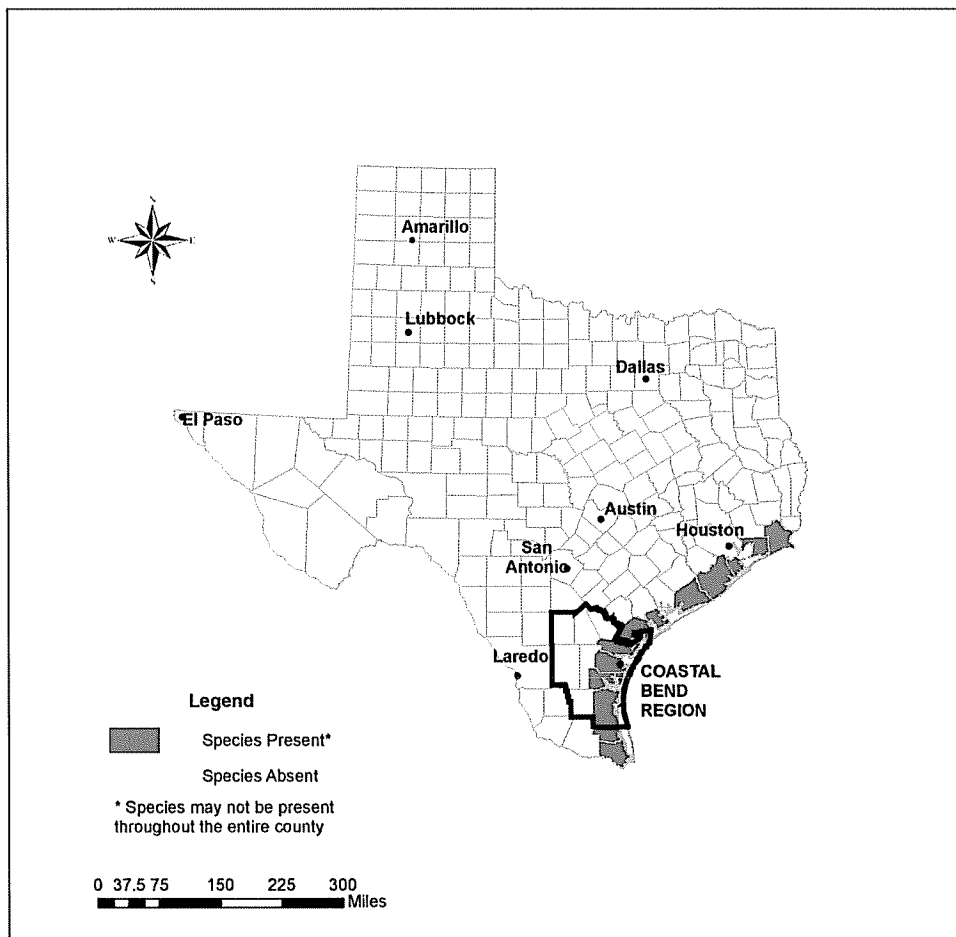 N
W E
Amarillo
Lubbock
Dallas
El Paso
Austin
Houston
San
Antonio
Laredo
COASTAL
BEND
REGION
Legend
Species Present*
Species Absent
* Species may not be present
throughout the entire county
0 37.5 75 150 225 300
Miles